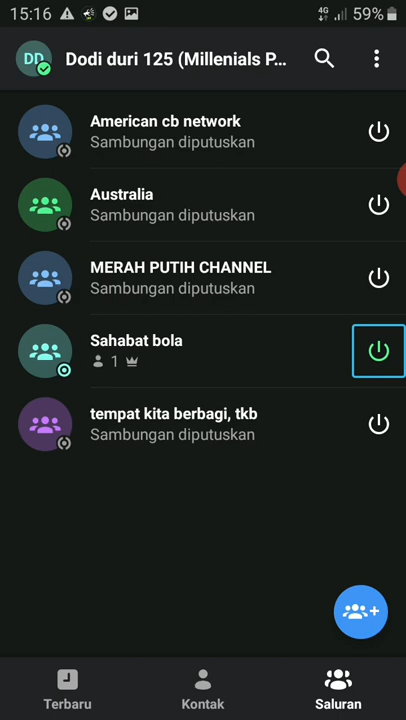 15:16
4G
59%
DD
Dodi duri 125 (Millenials P...
American cb network
Sambungan diputuskan
Australia
Sambungan diputuskan
MERAH PUTIH CHANNEL
Sambungan diputuskan
Sahabat bola
1
tempat kita berbagi, tkb
Sambungan diputuskan
Terbaru
Kontak
Saluran